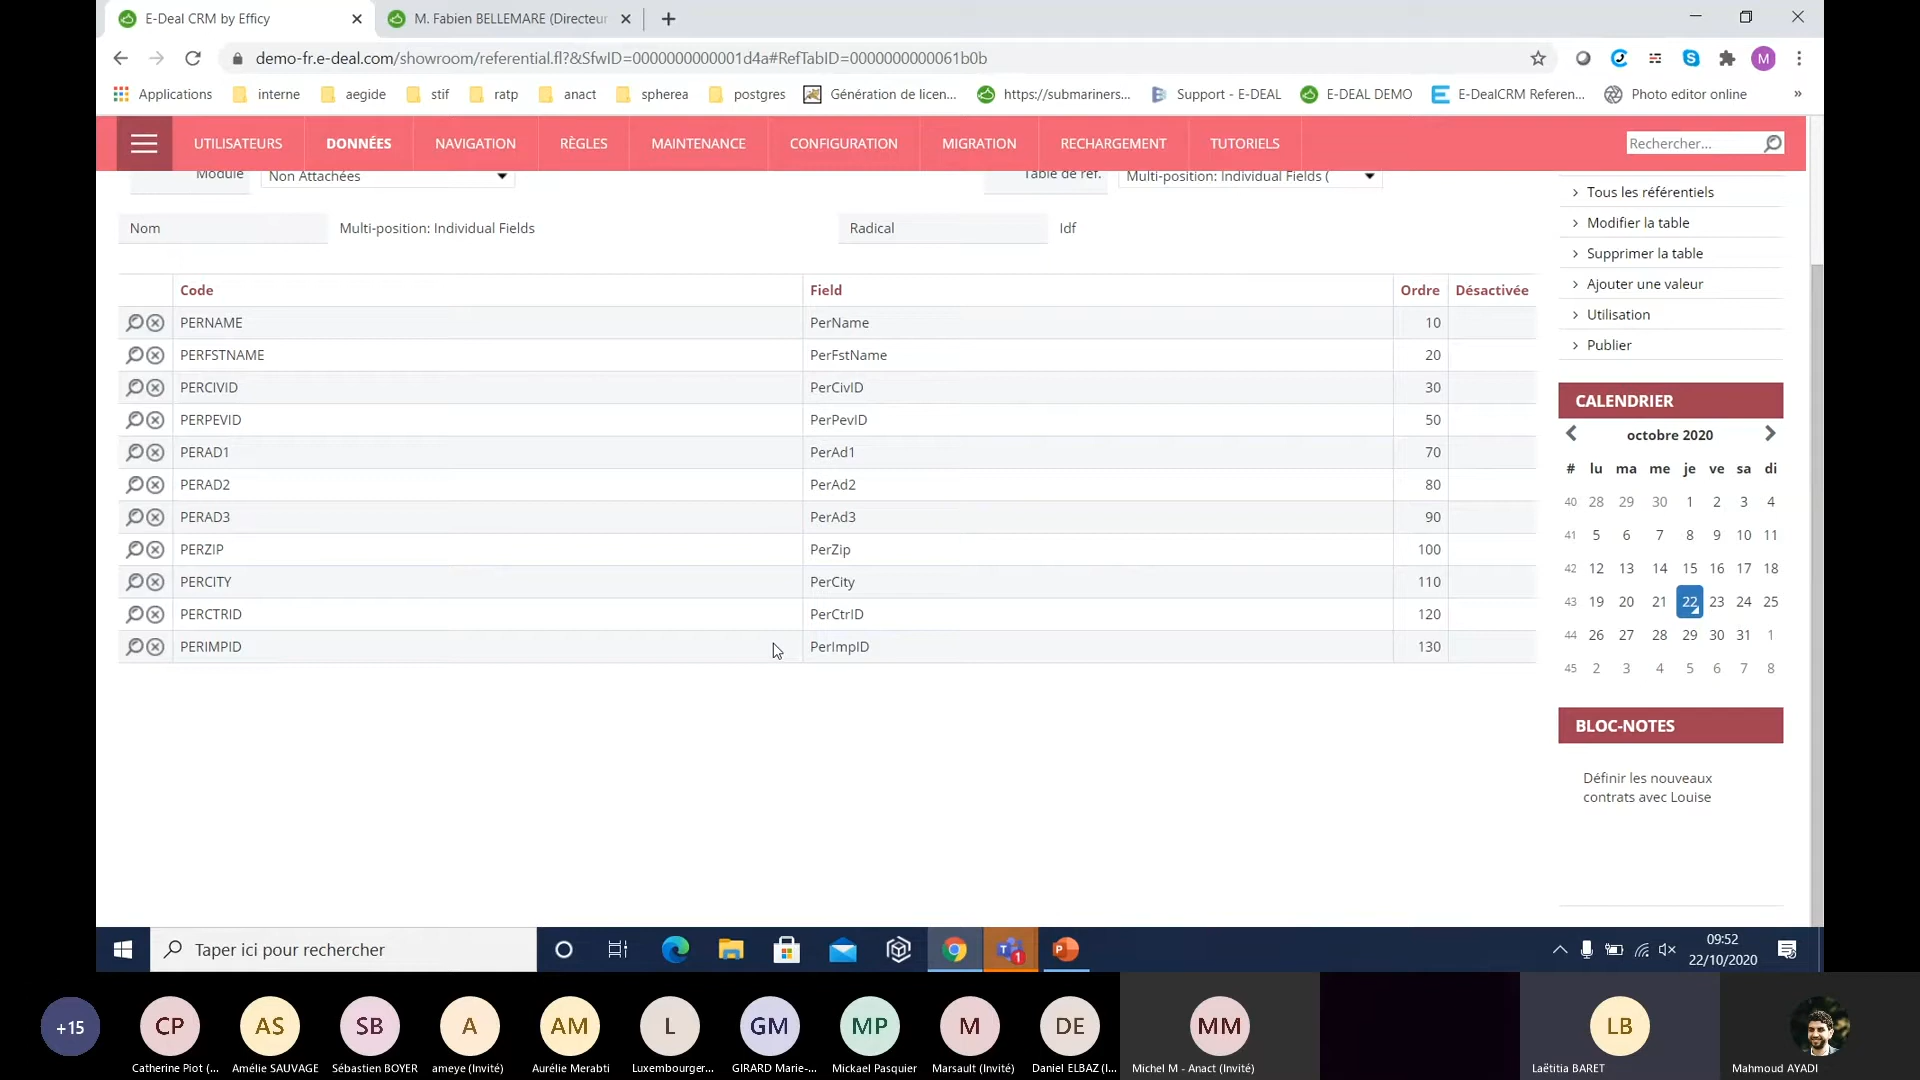 E-Deal CRM by Efficy
M. Fabien BELLEMARE (Directeur
demo-fr.e-deal.com/showroom/referential.fl?&SfwID=0000000000001d4a#RefTabID=0000000000061b0b
M
Applications
interne
aegide
stif
ratp
anact
spherea
postgres
Génération de licen...
https://submariners...
Support - E-DEAL
E-DEAL DEMO
E-DealCRM Referen...
Photo editor online
»
UTILISATEURS
DONNÉES
NAVIGATION
RÈGLES
MAINTENANCE
CONFIGURATION
MIGRATION
RECHARGEMENT
TUTORIELS
Rechercher...
Module
Non Attachées
Table de réf.
Multi-position: Individual Fields (
Nom
Multi-position: Individual Fields
Radical
Idf
Code Field Ordre Désactivée
PERNAME PerName 10
PERFSTNAME PerFstName 20
PERCIVID PerCivID 30
PERPEVID PerPevID 50
PERAD1 PerAd1 70
PERAD2 PerAd2 80
PERAD3 PerAd3 90
PERZIP PerZip 100
PERCITY PerCity 110
PERCTRID PerCtrID 120
PERIMPID PerImpID 130
Tous les référentiels
Modifier la table
Supprimer la table
Ajouter une valeur
Utilisation
Publier
CALENDRIER
octobre 2020
# lu ma me je ve sa di
40 28 29 30 1 2 3 4
41 5 6 7 8 9 10 11
42 12 13 14 15 16 17 18
43 19 20 21 22 23 24 25
44 26 27 28 29 30 31 1
45 2 3 4 5 6 7 8
BLOC-NOTES
Définir les nouveaux
contrats avec Louise
Taper ici pour rechercher
1
09:52
22/10/2020
+15
CP
AS
SB
A
AM
L
GM
MP
M
DE
MM
LB
Catherine Piot (...
Amélie SAUVAGE
Sébastien BOYER
ameye (Invité)
Aurélie Merabti
Luxembourger...
GIRARD Marie-...
Mickael Pasquier
Marsault (Invité)
Daniel ELBAZ (I...
Michel M - Anact (Invité)
Laëtitia BARET
Mahmoud AYADI